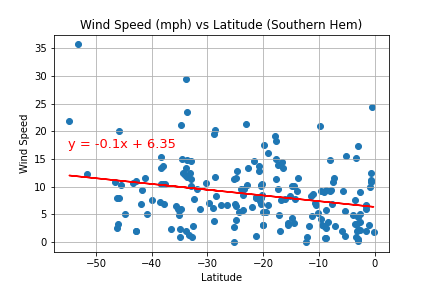 Wind Speed (mph) vs Latitude (Southern Hem)
35
30
25
20
15
10
5
0
Wind Speed
y = -0.1x + 6.35
−50 −40 −30 −20 −10 0
Latitude